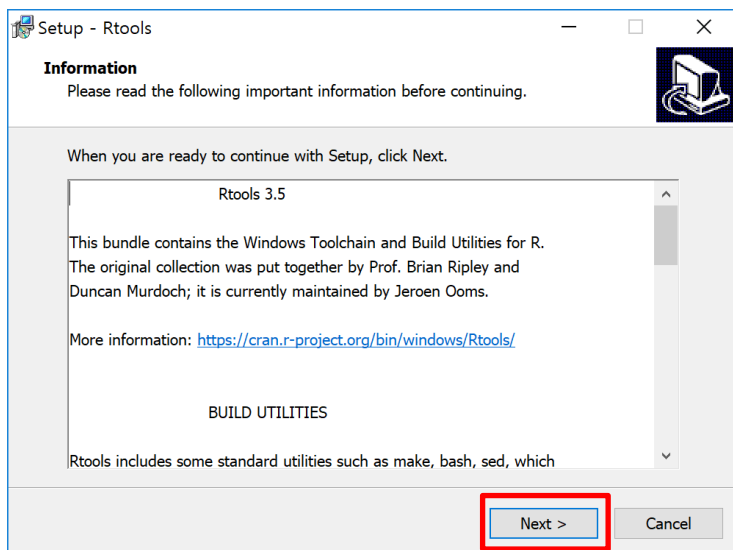 Setup - Rtools
Information
Please read the following important information before continuing.
When you are ready to continue with Setup, click Next.
Rtools 3.5
This bundle contains the Windows Toolchain and Build Utilities for R.
The original collection was put together by Prof. Brian Ripley and
Duncan Murdoch; it is currently maintained by Jeroen Ooms.
More information: https://cran.r-project.org/bin/windows/Rtools/
BUILD UTILITIES
Rtools includes some standard utilities such as make, bash, sed, which
Next >
Cancel